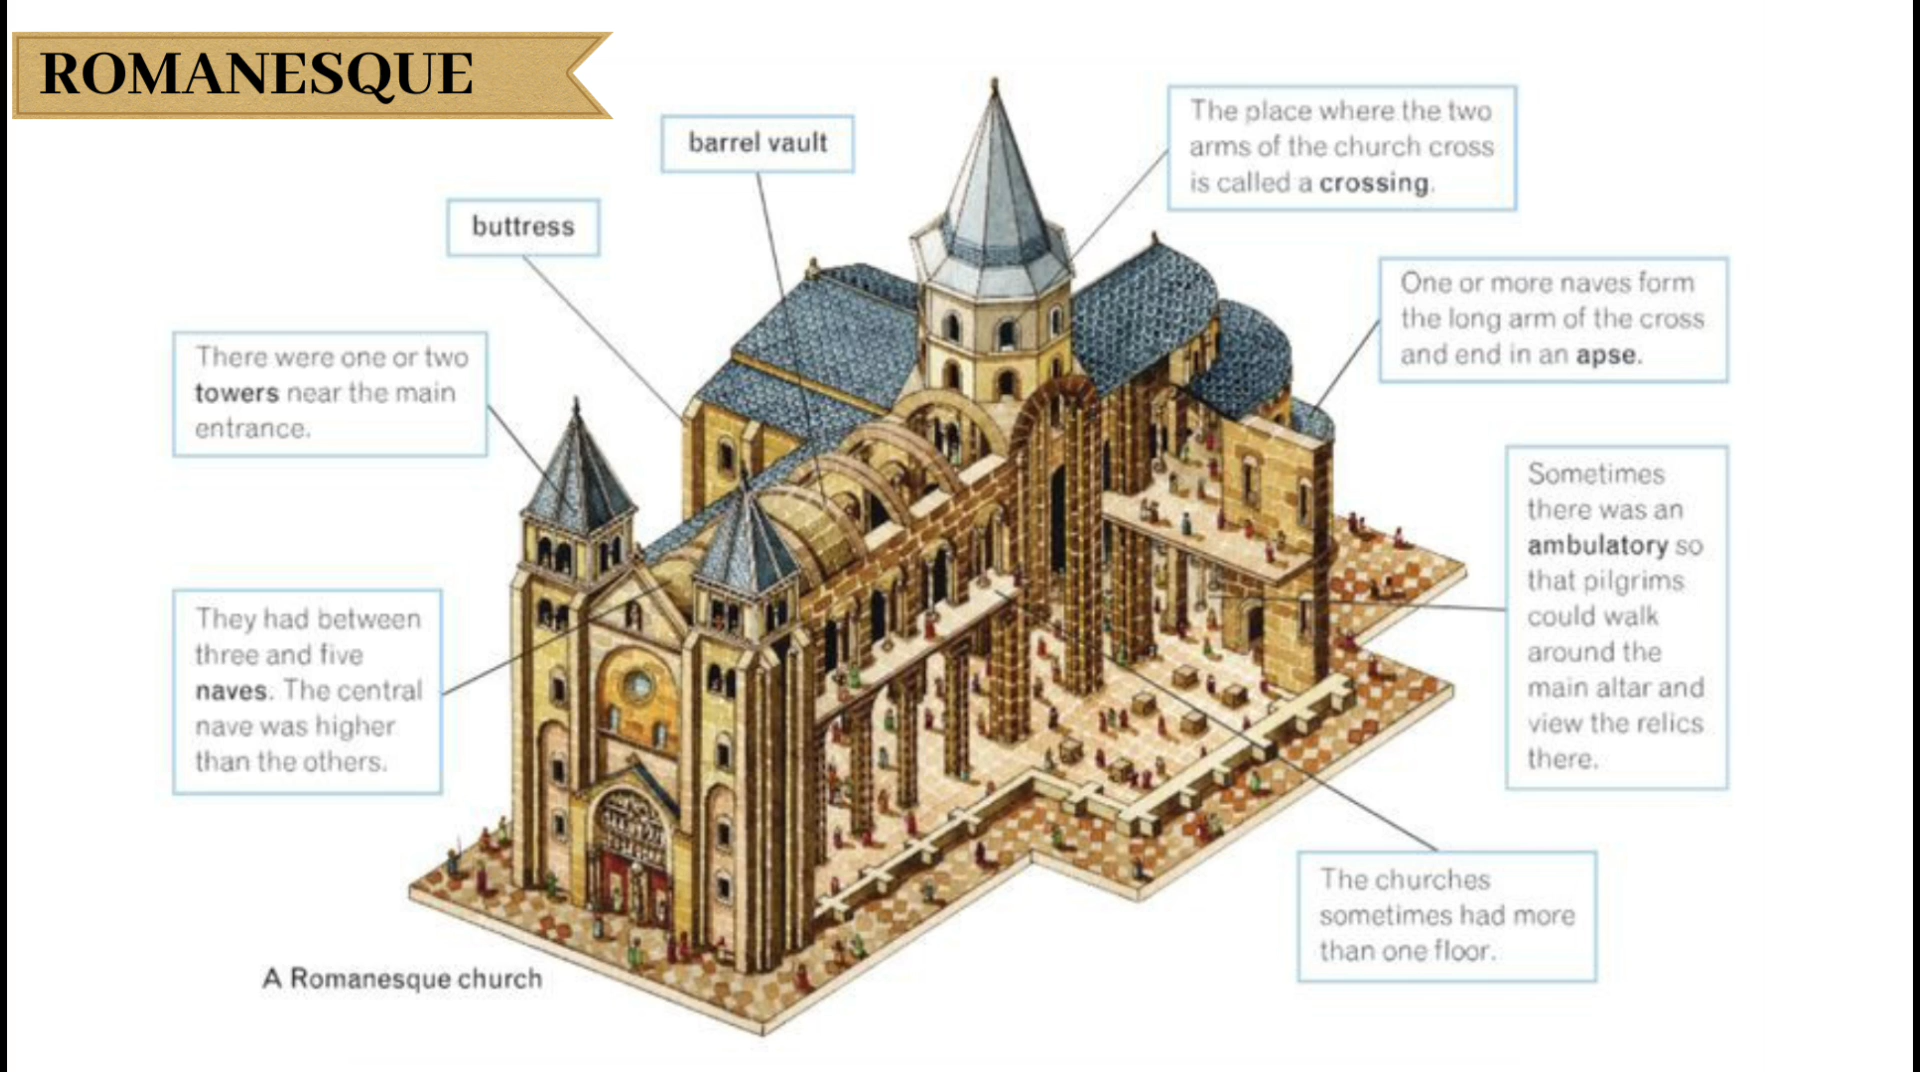 ROMANESQUE
barrel vault
The place where the two
arms of the church cross
is called a crossing.
buttress
One or more naves form
the long arm of the cross
and end in an apse.
There were one or two
towers near the main
entrance.
Sometimes
there was an
ambulatory so
that pilgrims
could walk
around the
main altar and
view the relics
there.
They had between
three and five
naves. The central
nave was higher
than the others.
The churches
sometimes had more
than one floor.
A Romanesque church